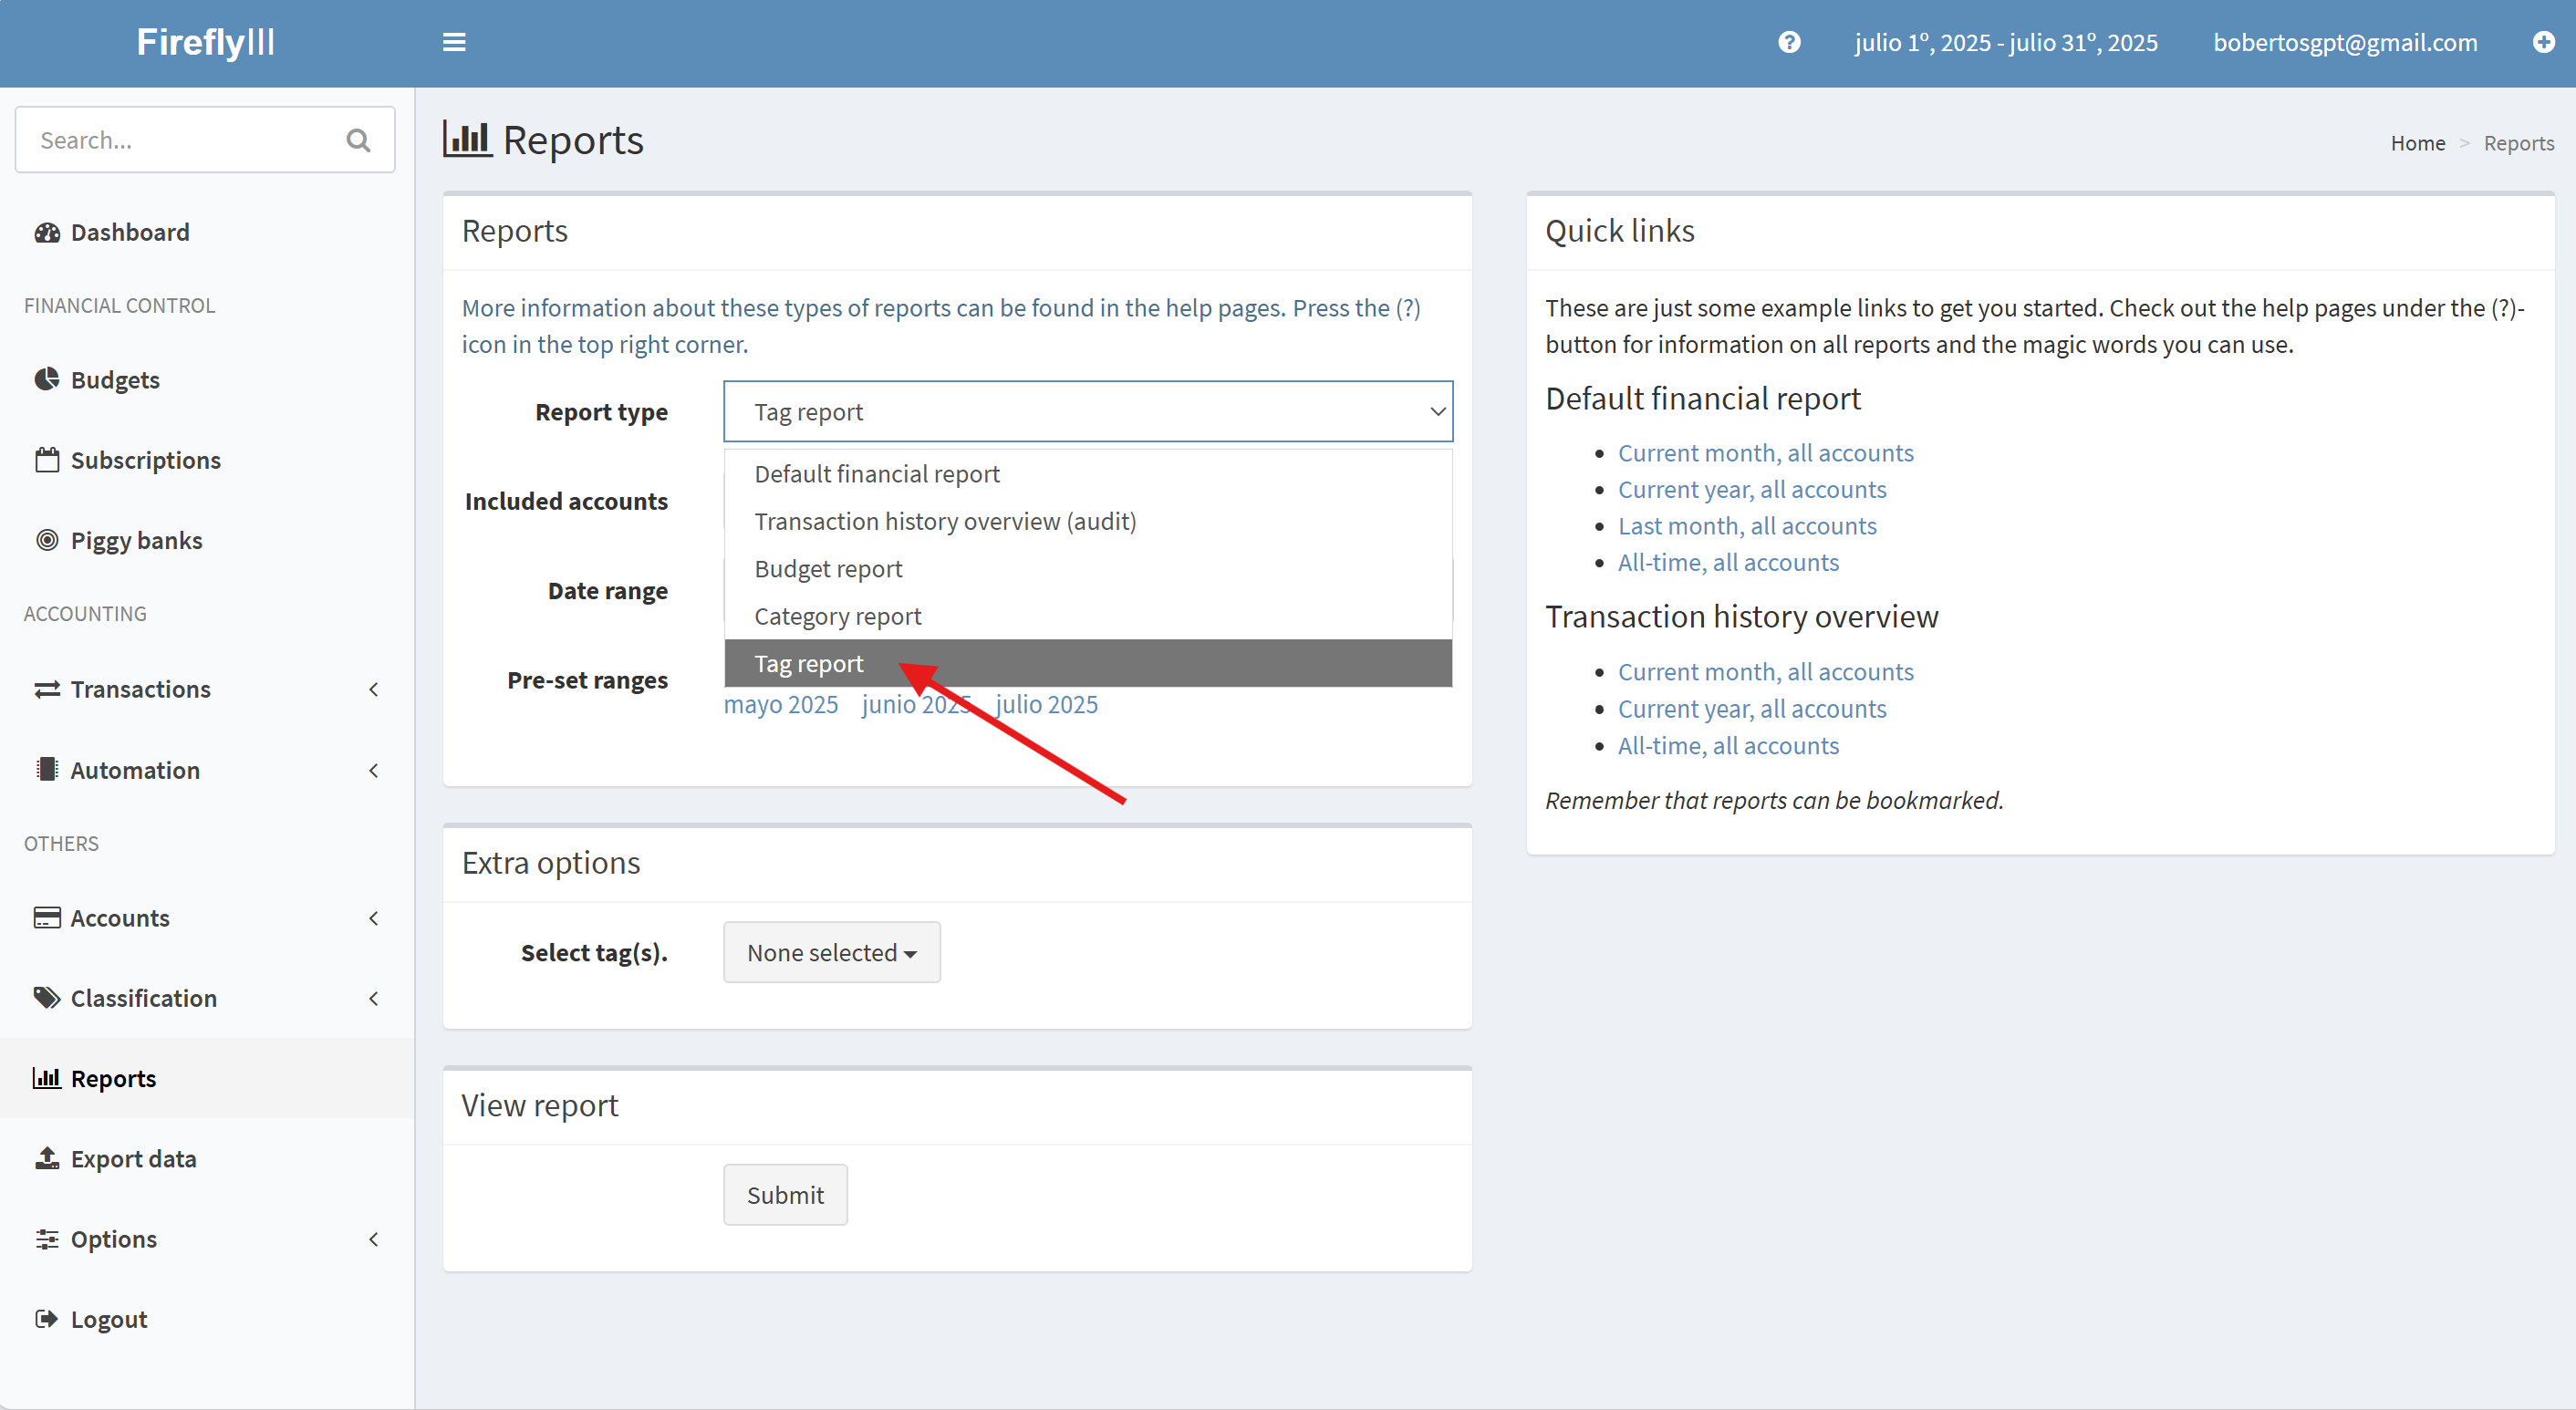 FireflyIII
julio 1º, 2025 - julio 31º, 2025
bobertosgpt@gmail.com
Search...
Dashboard
FINANCIAL CONTROL
Budgets
Subscriptions
Piggy banks
ACCOUNTING
Transactions
Automation
OTHERS
Accounts
Classification
Reports
Export data
Options
Logout
Reports
Home > Reports
Reports
More information about these types of reports can be found in the help pages. Press the (?)
icon in the top right corner.
Report type
Tag report
Default financial report
Included accounts
Transaction history overview (audit)
Budget report
Date range
Category report
Tag report
Pre-set ranges
mayo 2025 junio 2025 julio 2025
Extra options
Select tag(s).
None selected
View report
Submit
Quick links
These are just some example links to get you started. Check out the help pages under the (?)-
button for information on all reports and the magic words you can use.
Default financial report
Current month, all accounts
Current year, all accounts
Last month, all accounts
All-time, all accounts
Transaction history overview
Current month, all accounts
Current year, all accounts
All-time, all accounts
Remember that reports can be bookmarked.